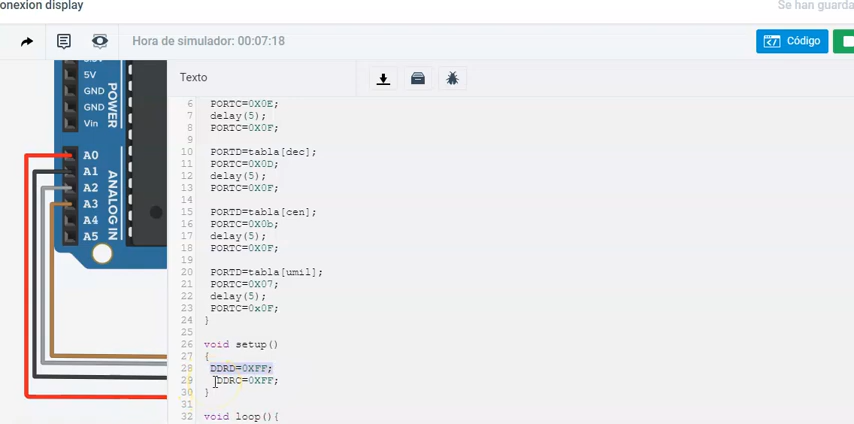 onexion display
Se han guarda
Hora de simulador: 00:07:18
Código
Texto
5V
GND
GND
Vin
POWER
A0
A1
A2
A3
A4
A5
ANALOG IN
6 PORTC=0X0E;
7 delay(5);
8 PORTC=0X0F;
9
10 PORTD=tabla[dec];
11 PORTC=0X0D;
12 delay(5);
13 PORTC=0X0F;
14
15 PORTD=tabla[cen];
16 PORTC=0X0b;
17 delay(5);
18 PORTC=0X0F;
19
20 PORTD=tabla[umil];
21 PORTC=0X07;
22 delay(5);
23 PORTC=0x0F;
24 }
25
26 void setup()
27 {
28 DDRD=0XFF;
29 DDRC=0XFF;
30 }
31
32 void loop(){